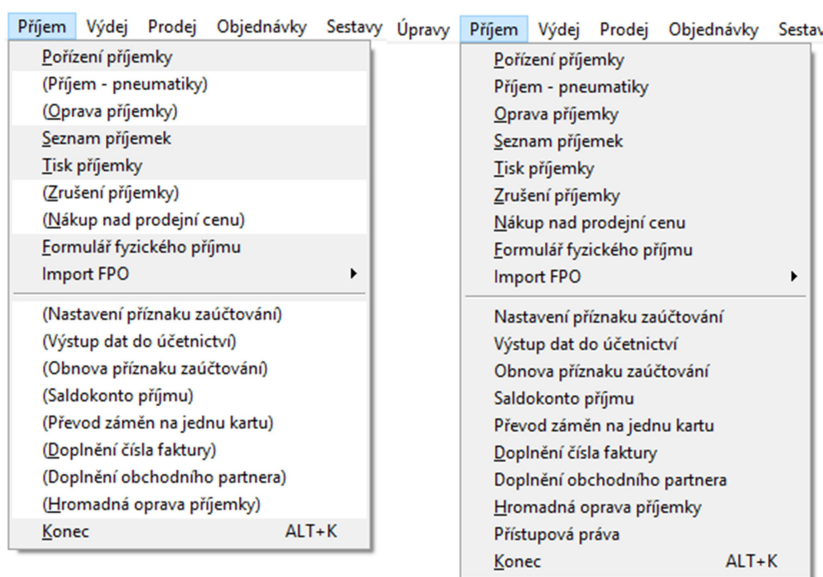 Příjem Výdej Prodej Objednávky Sestavy
Pořízení příjemky
(Příjem - pneumatiky)
(Oprava příjemky)
Seznam příjemek
Tisk příjemky
(Zrušení příjemky)
(Nákup nad prodejní cenu)
Formulář fyzického příjmu
Import FPO
(Nastavení příznaku zaúčtování)
(Výstup dat do účetnictví)
(Obnova příznaku zaúčtování)
(Saldokonto příjmu)
(Převod záměn na jednu kartu)
(Doplnění čísla faktury)
(Doplnění obchodního partnera)
(Hromadná oprava příjemky)
Konec ALT+K
Úpravy Příjem Výdej Prodej Objednávky Sestav
Pořízení příjemky
Příjem - pneumatiky
Oprava příjemky
Seznam příjemek
Tisk příjemky
Zrušení příjemky
Nákup nad prodejní cenu
Formulář fyzického příjmu
Import FPO
Nastavení příznaku zaúčtování
Výstup dat do účetnictví
Obnova příznaku zaúčtování
Saldokonto příjmu
Převod záměn na jednu kartu
Doplnění čísla faktury
Doplnění obchodního partnera
Hromadná oprava příjemky
Přístupová práva
Konec ALT+K